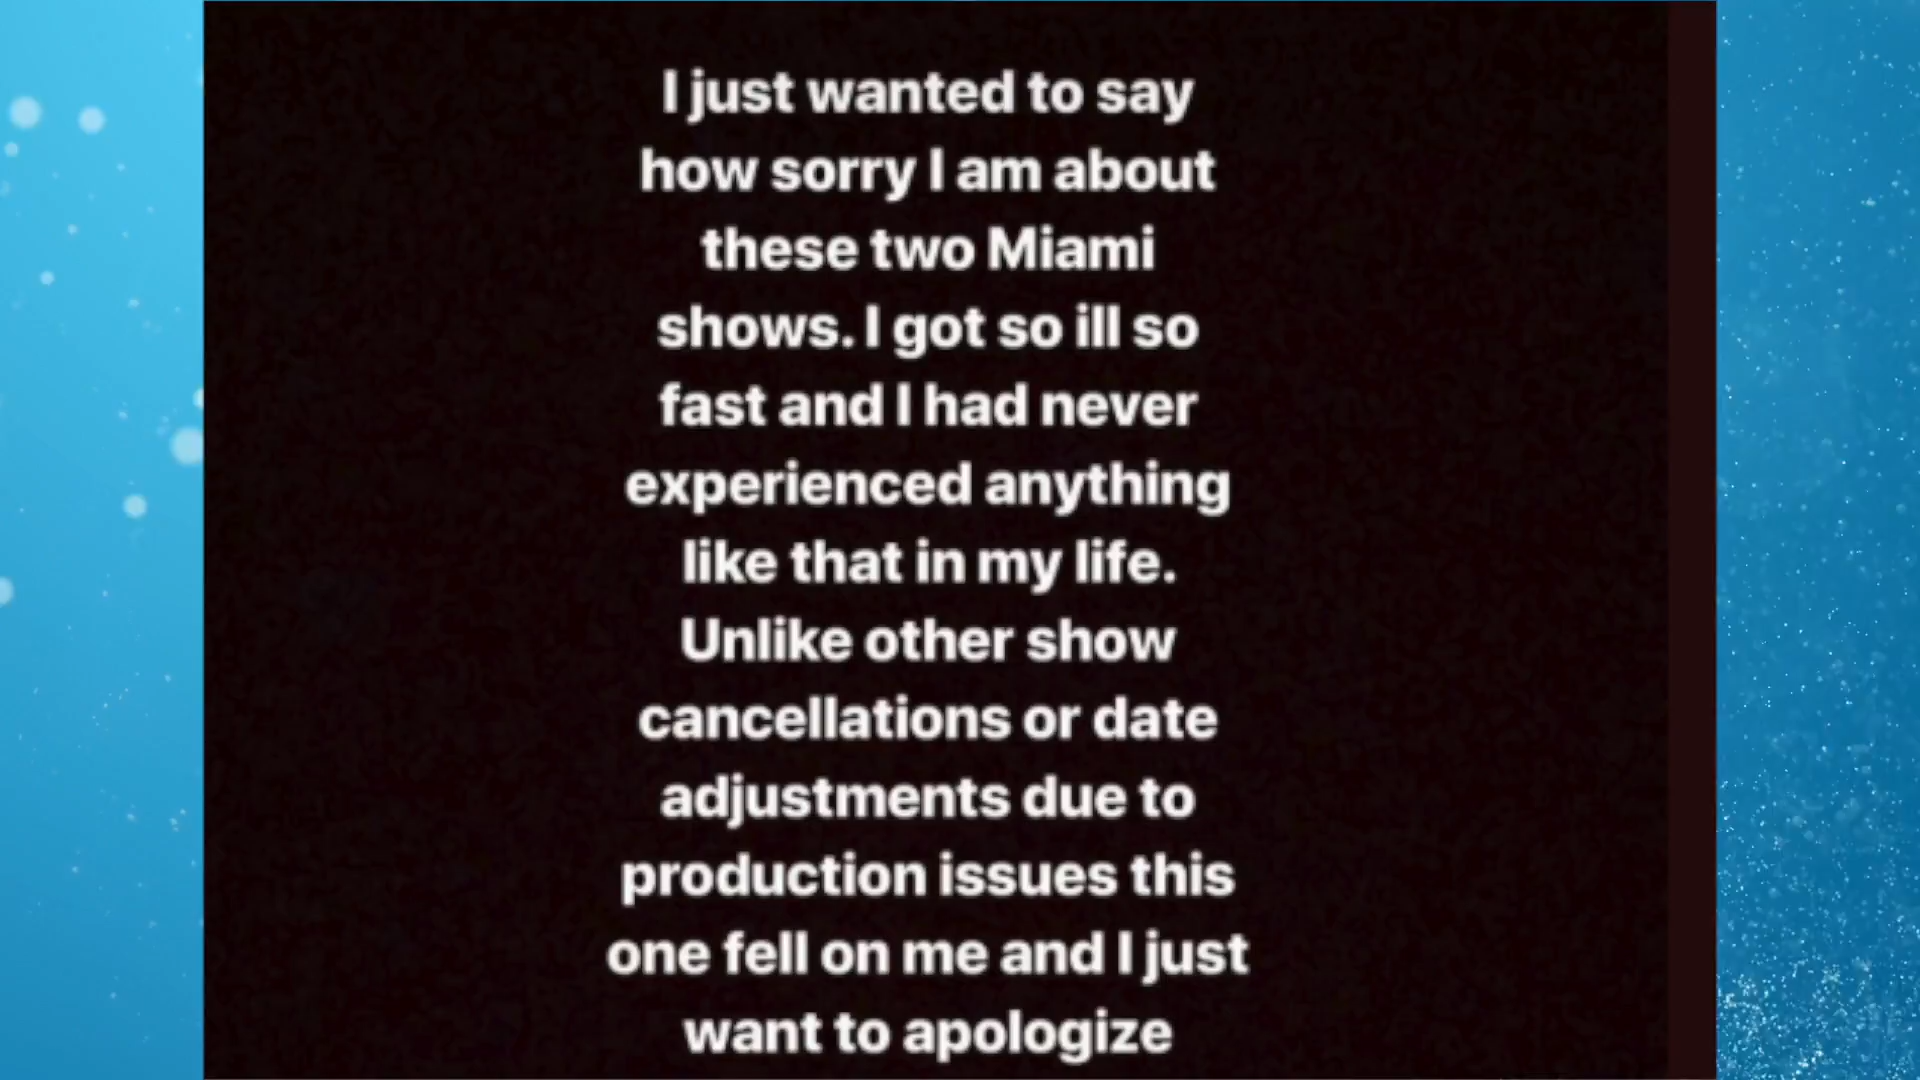 I just wanted to say
how sorry I am about
these two Miami
shows. I got so ill so
fast and I had never
experienced anything
like that in my life.
Unlike other show
cancellations or date
adjustments due to
production issues this
one fell on me and I just
want to apologize